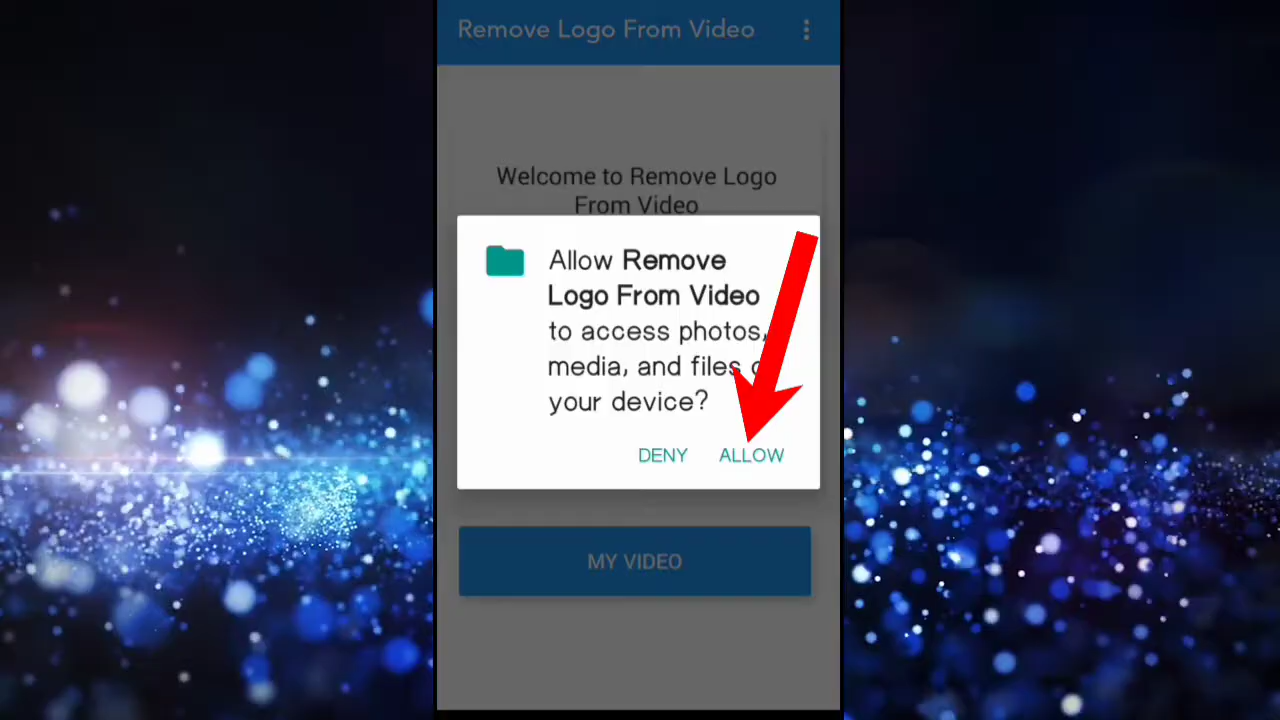 Remove Logo From Video
Welcome to Remove Logo
From Video
Allow Remove
Logo From Video
to access photos,
media, and files
your device?
DENY ALLOW
MY VIDEO